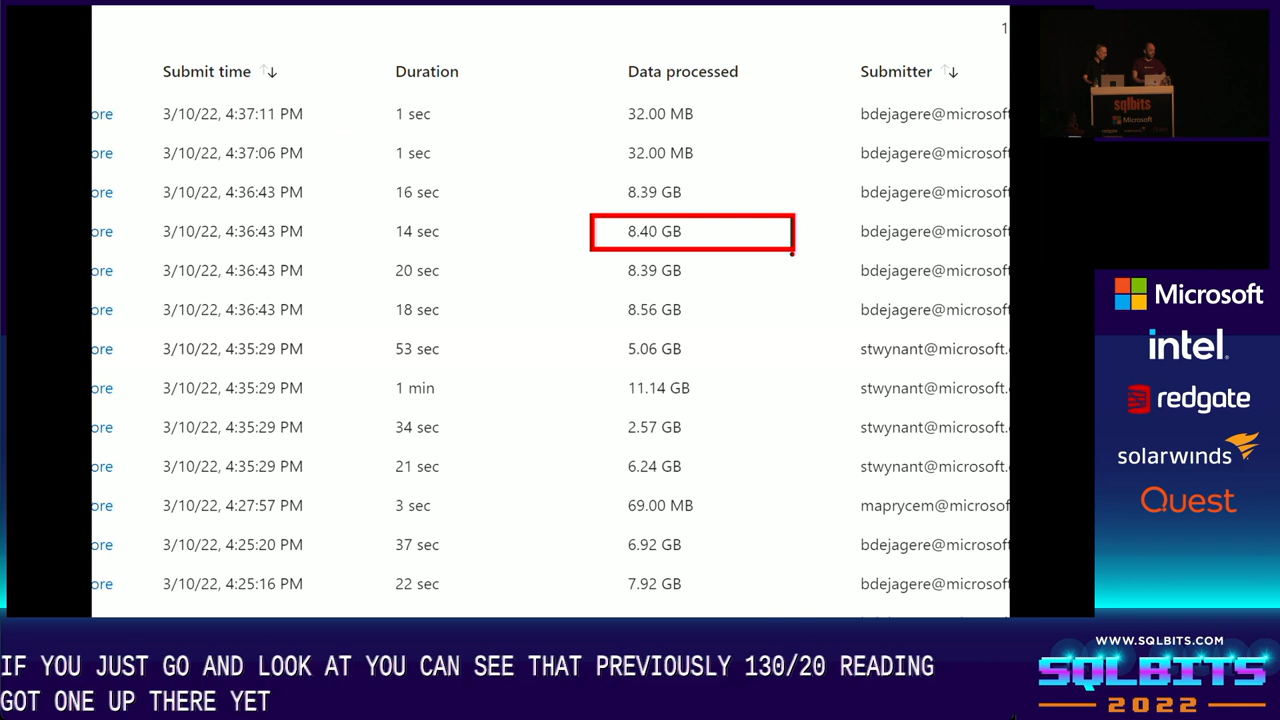 1
Submit time Duration Data processed Submitter
ore 3/10/22, 4:37:11 PM 1 sec 32.00 MB bdejagere@microsoft
ore 3/10/22, 4:37:06 PM 1 sec 32.00 MB bdejagere@microsoft
ore 3/10/22, 4:36:43 PM 16 sec 8.39 GB bdejagere@microsoft
ore 3/10/22, 4:36:43 PM 14 sec 8.40 GB bdejagere@microsoft
ore 3/10/22, 4:36:43 PM 20 sec 8.39 GB bdejagere@microsoft
ore 3/10/22, 4:36:43 PM 18 sec 8.56 GB bdejagere@microsoft
ore 3/10/22, 4:35:29 PM 53 sec 5.06 GB stwynant@microsoft.
ore 3/10/22, 4:35:29 PM 1 min 11.14 GB stwynant@microsoft.
ore 3/10/22, 4:35:29 PM 34 sec 2.57 GB stwynant@microsoft.
ore 3/10/22, 4:35:29 PM 21 sec 6.24 GB stwynant@microsoft.
ore 3/10/22, 4:27:57 PM 3 sec 69.00 MB maprycem@microsof
ore 3/10/22, 4:25:20 PM 37 sec 6.92 GB bdejagere@microsoft
ore 3/10/22, 4:25:16 PM 22 sec 7.92 GB bdejagere@microsoft
sqlbits
Microsoft
Microsoft
intel.
redgate
solarwinds
Quest
IF YOU JUST GO AND LOOK AT YOU CAN SEE THAT PREVIOUSLY 130/20 READING
GOT ONE UP THERE YET
WWW.SQLBITS.COM
SQLBITS
2022